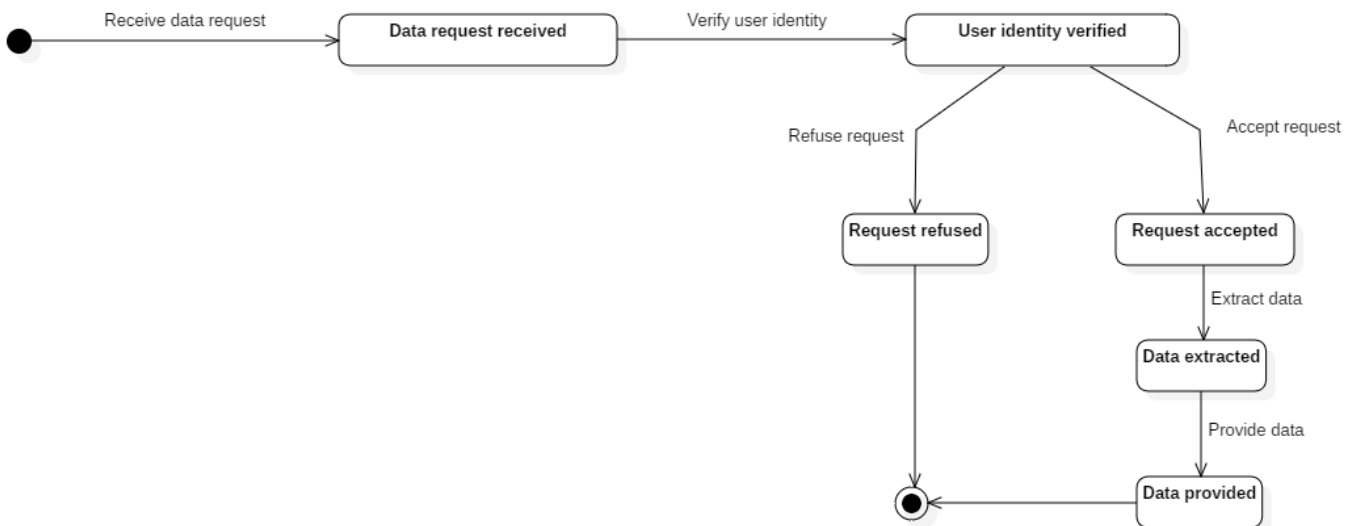 Receive data request
Data request received
Verify user identity
User identity verified
Refuse request
Accept request
Request refused
Request accepted
Extract data
Data extracted
Provide data
Data provided